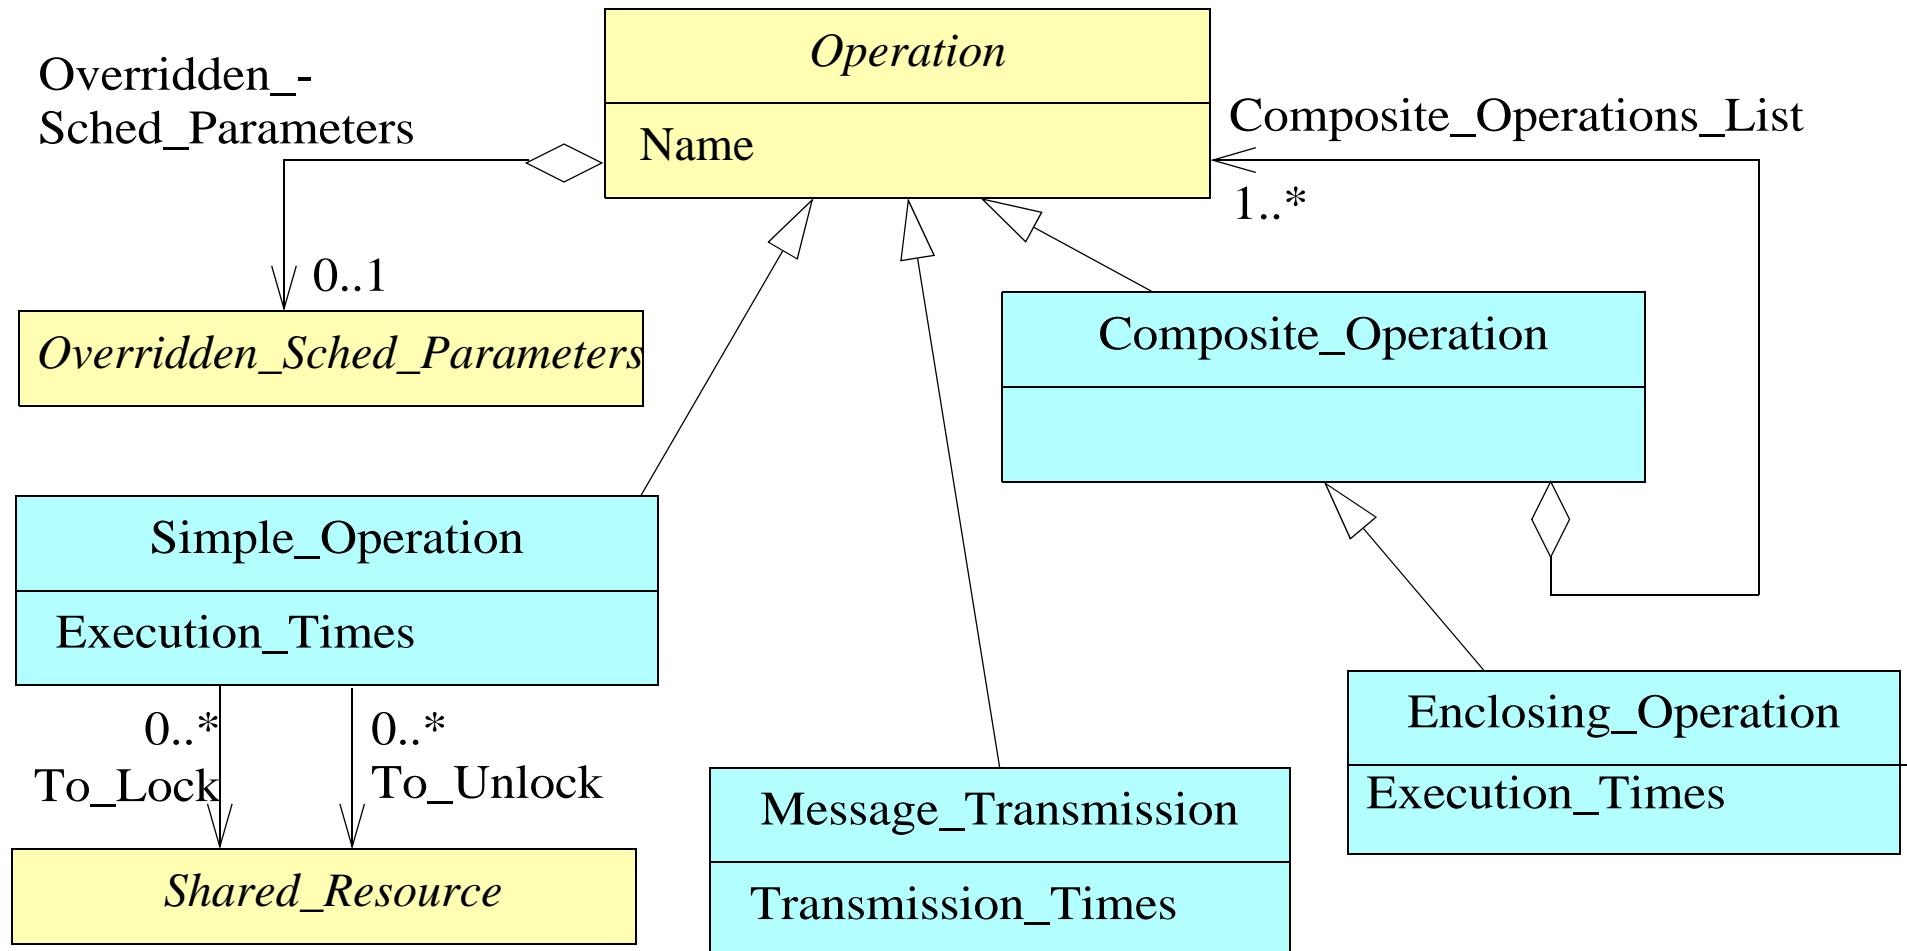 Operation
Name
Overridden_-
Sched_Parameters
0..1
Composite_Operations_List
1..*
Overridden_Sched_Parameters
Composite_Operation
Simple_Operation
Execution_Times
0..*
To_Lock
0..*
To_Unlock
Shared_Resource
Message_Transmission
Transmission_Times
Enclosing_Operation
Execution_Times